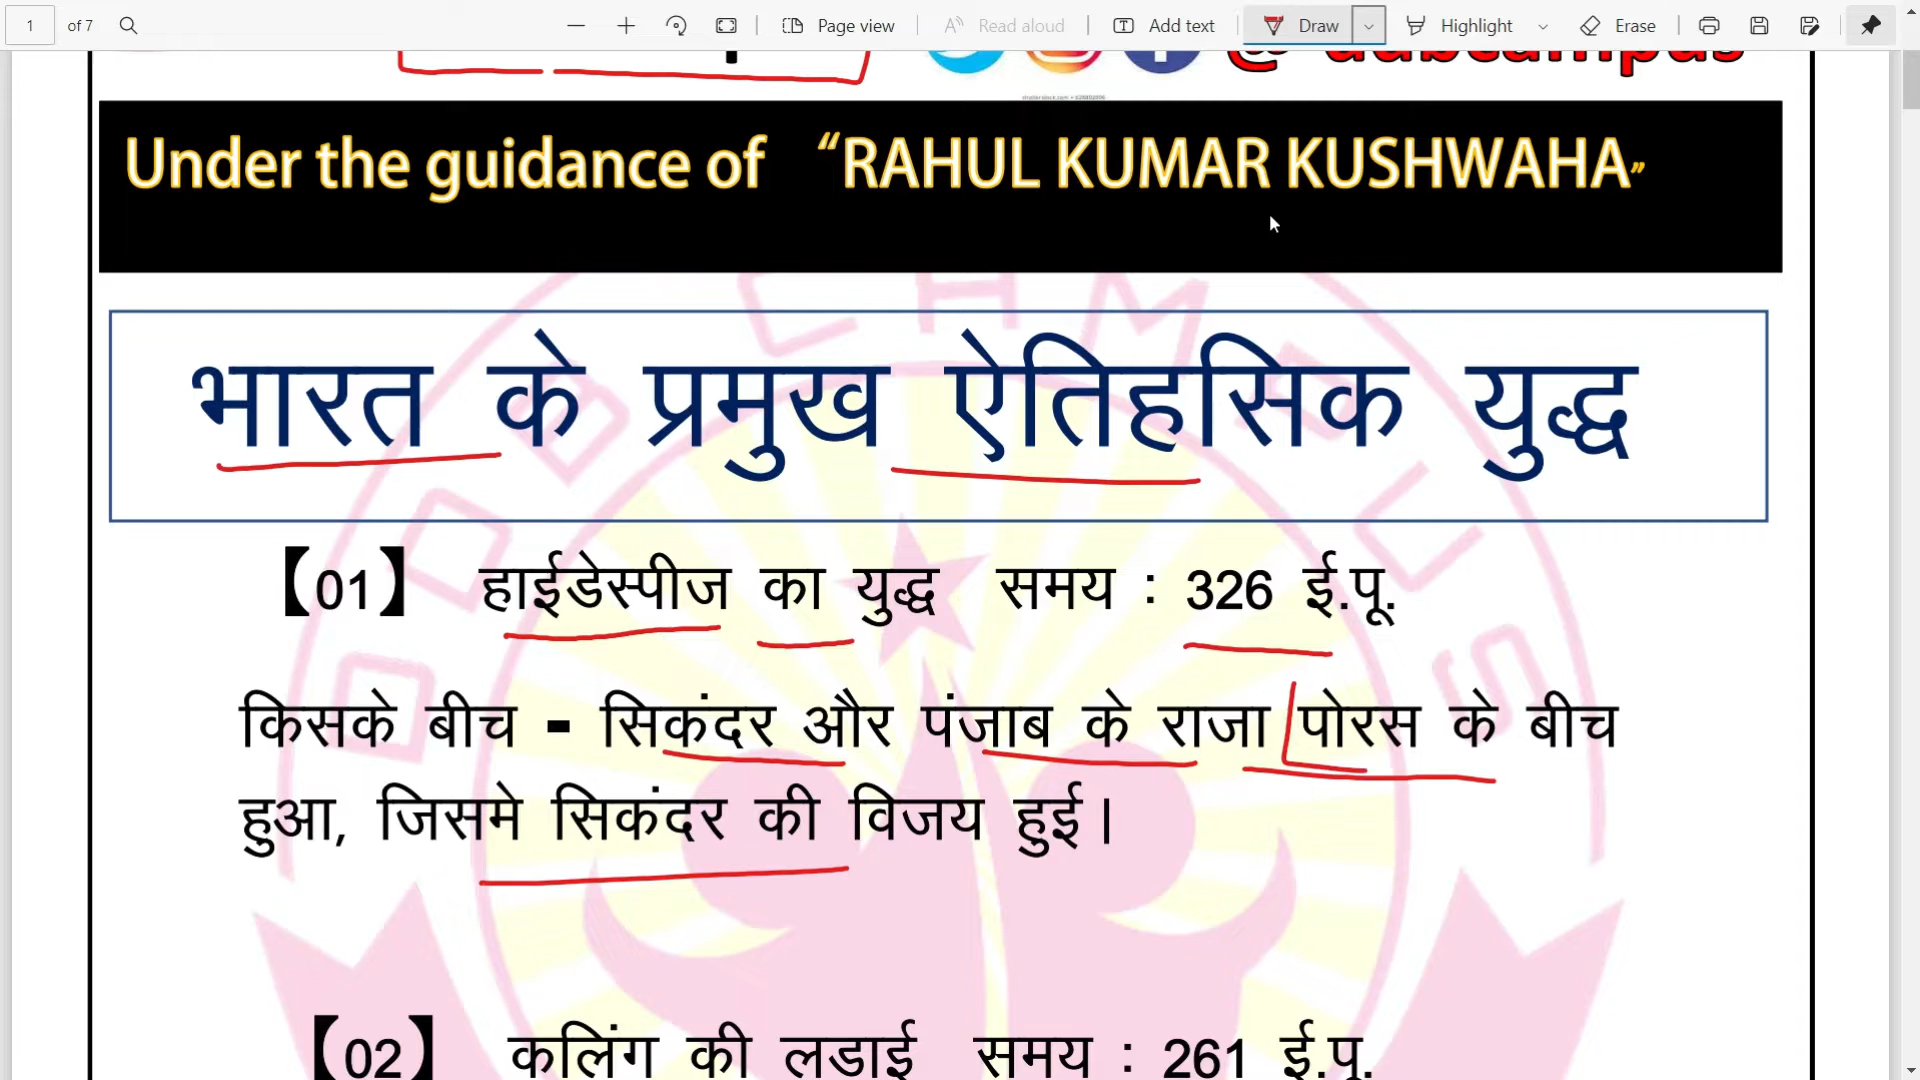 1 of 7 Page view Read aloud Add text Draw Highlight Erase
Under the guidance of “RAHUL KUMAR KUSHWAHA”
भारत के प्रमुख ऐतिहसिक युद्ध
【01】 हाईडेस्पीज का युद्ध समय : 326 ई.पू.
किसके बीच - सिकंदर और पंजाब के राजा पोरस के बीच
हुआ, जिसमे सिकंदर की विजय हुई।
【02】 कलिंग की लडाई समय : 261 ई.पू.